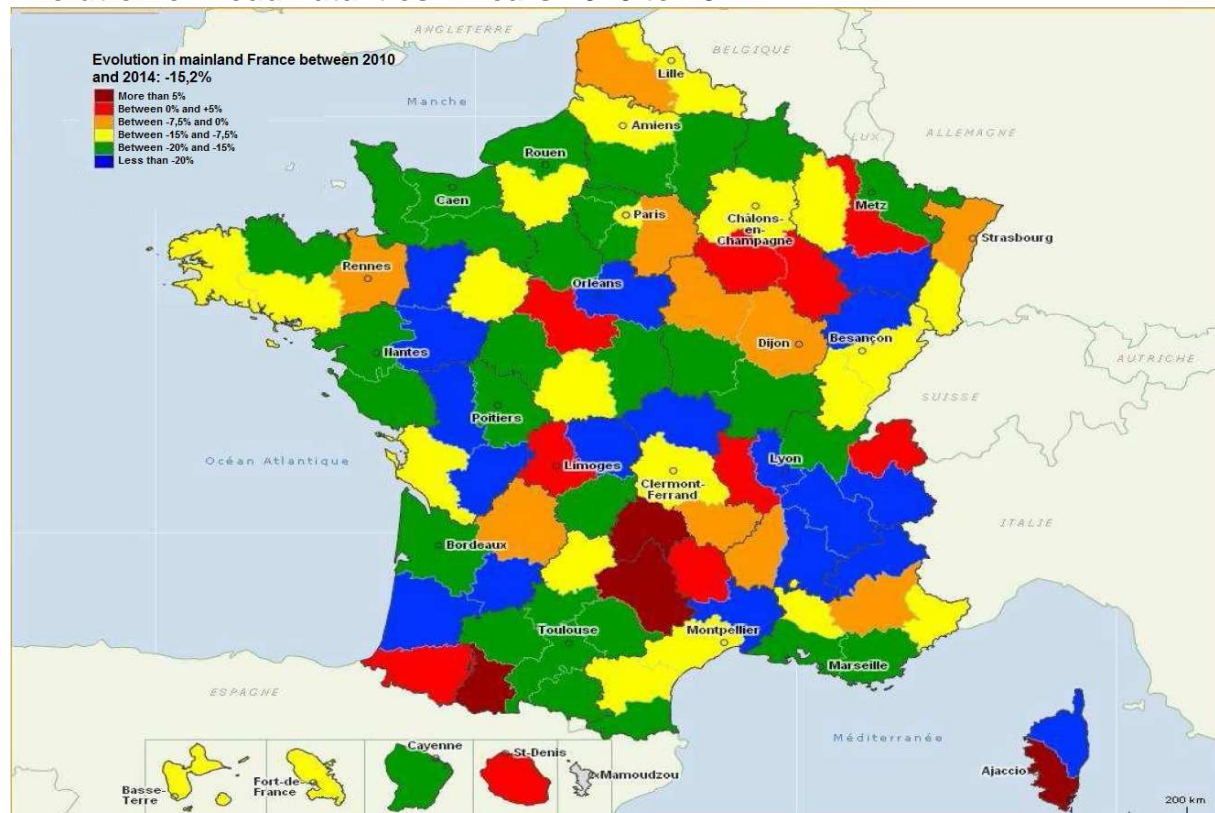 ANGLETERRE
BELGIQUE
Evolution in mainland France between 2010
and 2014: -15,2%
More than 5%
Between 0% and +5%
Between -7,5% and 0%
Between -15% and -7,5%
Between -20% and -15%
Less than -20%
Manche
Lille
Amiens
LUX.
ALLEMAGNE
Rouen
Caen
Paris
Châlons-
en-
Champagne
Metz
Strasbourg
Rennes
Orléans
Nantes
Dijon
Besançon
AUTRICHE
SUISSE
Poitiers
Océan Atlantique
Limoges
Clermont-
Ferrand
Lyon
ITALIE
Bordeaux
Toulouse
Montpellier
Marseille
ESPAGNE
Méditerranée
Basse-
Terre
Fort-de-
France
Cayenne
St-Denis
Mamoudzou
Ajaccio
200 km